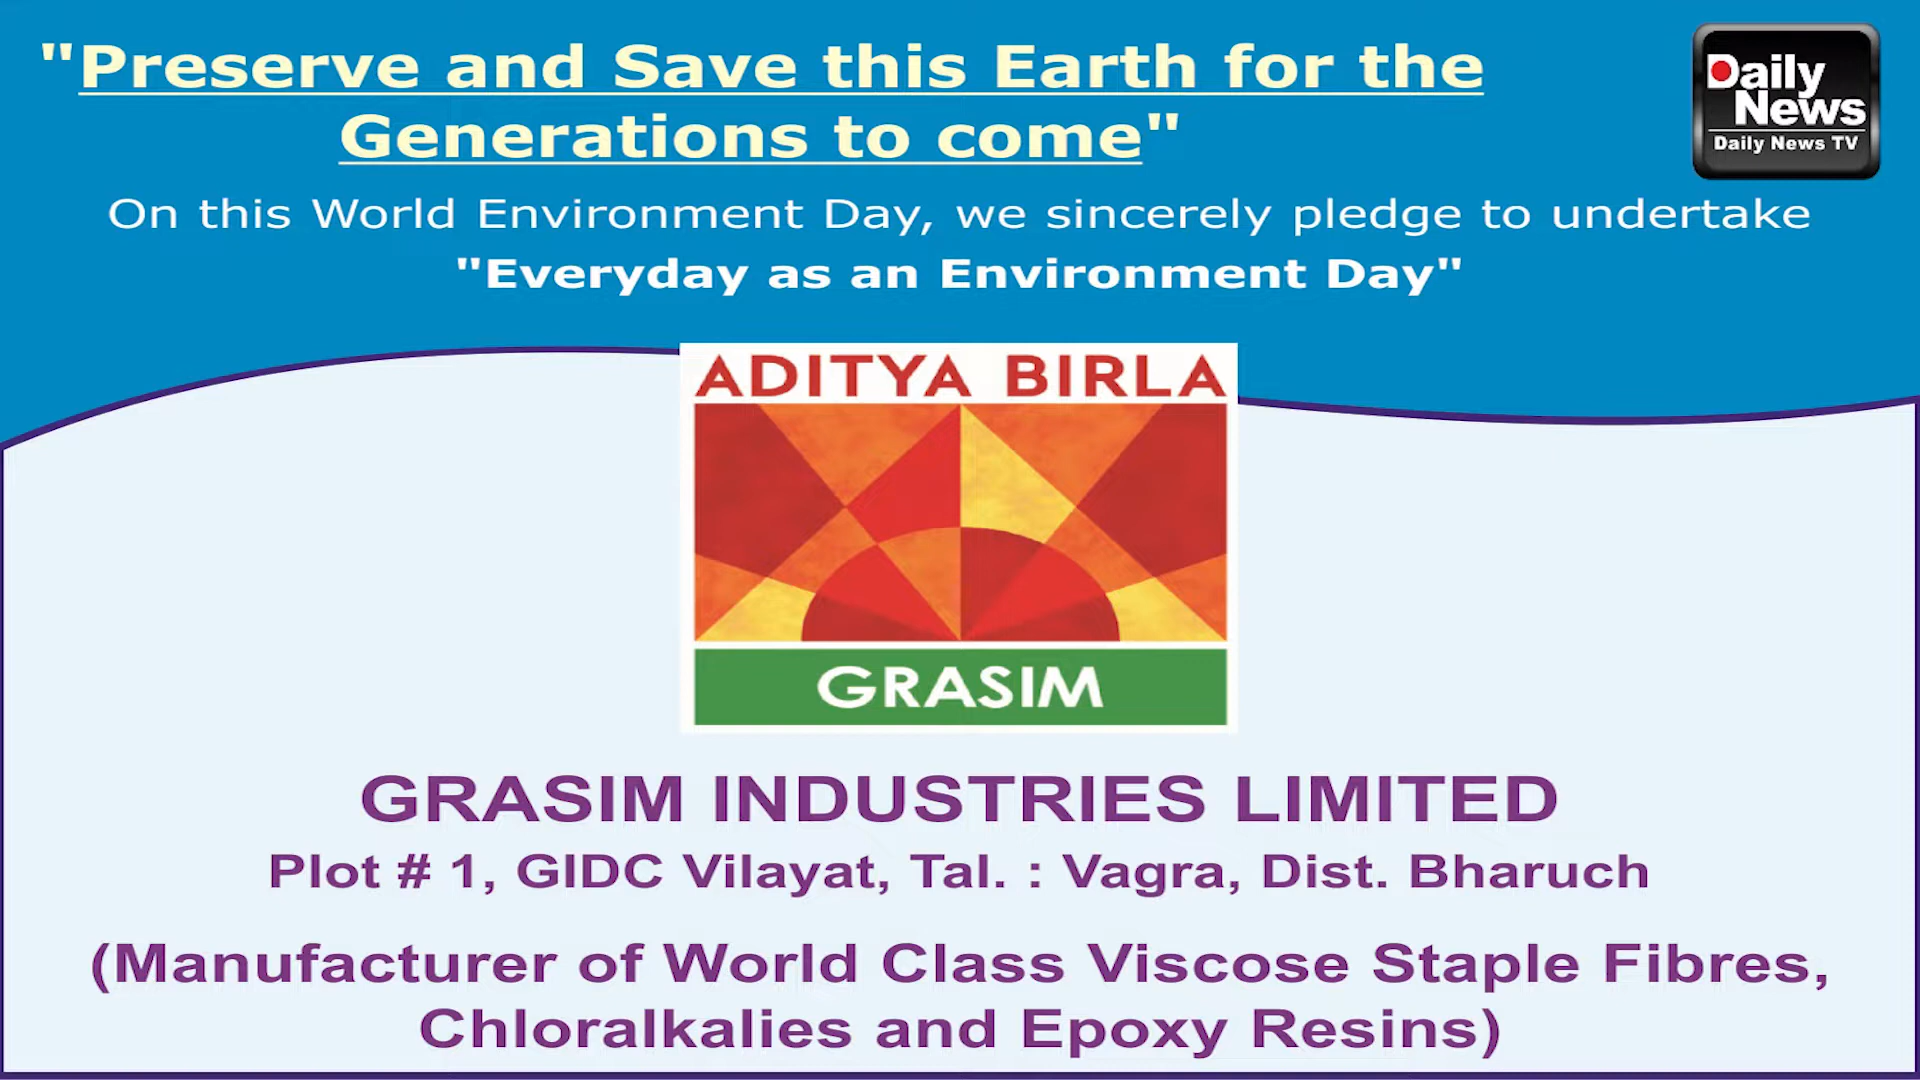 "Preserve and Save this Earth for the
Generations to come"
Daily
News
Daily News TV
On this World Environment Day, we sincerely pledge to undertake
"Everyday as an Environment Day"
ADITYA BIRLA
GRASIM
GRASIM INDUSTRIES LIMITED
Plot # 1, GIDC Vilayat, Tal. : Vagra, Dist. Bharuch
(Manufacturer of World Class Viscose Staple Fibres,
Chloralkalies and Epoxy Resins)